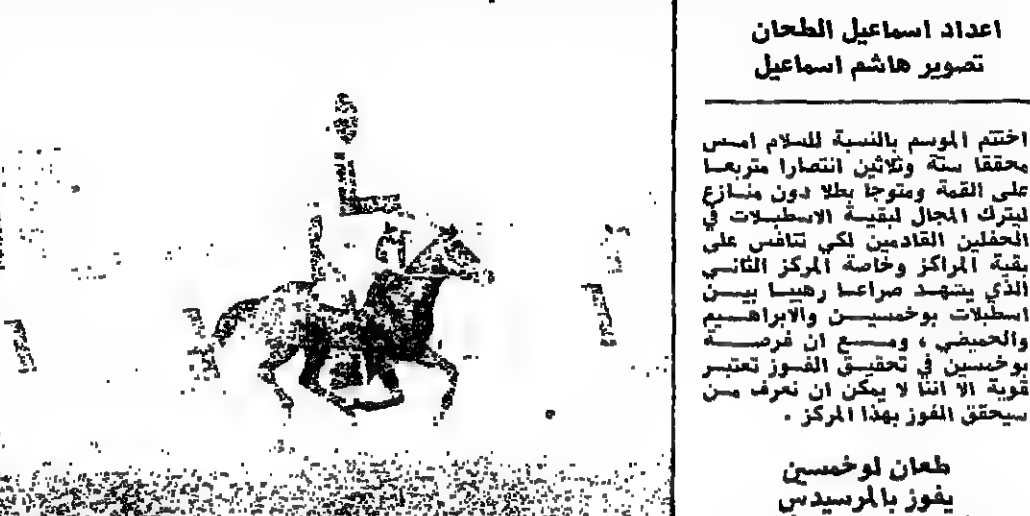 اعداد اسماعيل الطحان
تصوير هاشم اسماعيل
اختتم الموسم بالنسبة للسلام امس
محققا ستة وثلاثين انتصارا متربعا
على القمة ومتوجا بطلا دون منازع
ليترك المجال لبقية الاسطبلات في
الحفلين القادمين لكي تتنافس على
بقية المراكز وخاصة المركز الثاني
الذي يشهد صراعا رهيبا بين
اسطبلات بوخمسين والابراهيم
والحميضي ، ومع ان فرصة
بوخمسين في تحقيق الفوز تعتبر
قوية الا اننا لا يمكن ان نعرف من
سيحقق الفوز بهذا المركز .
طعان لوخمسين
يفوز بالمرسيدس